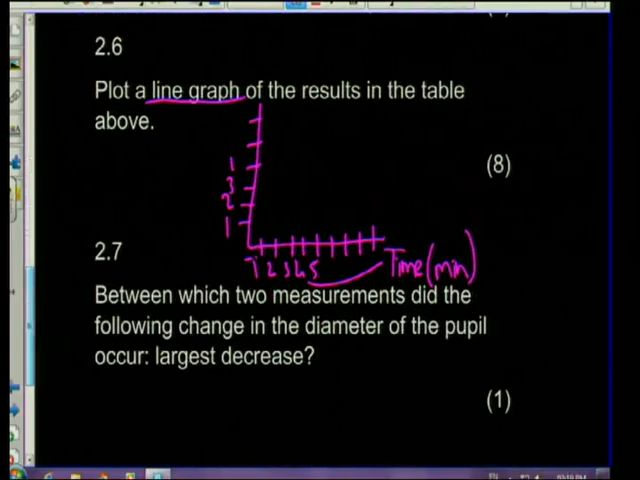 2.6
Plot a line graph of the results in the table
above.
(8)
1
3
2
1
1 2 3 4 5
Time (min)
2.7
Between which two measurements did the
following change in the diameter of the pupil
occur: largest decrease?
(1)